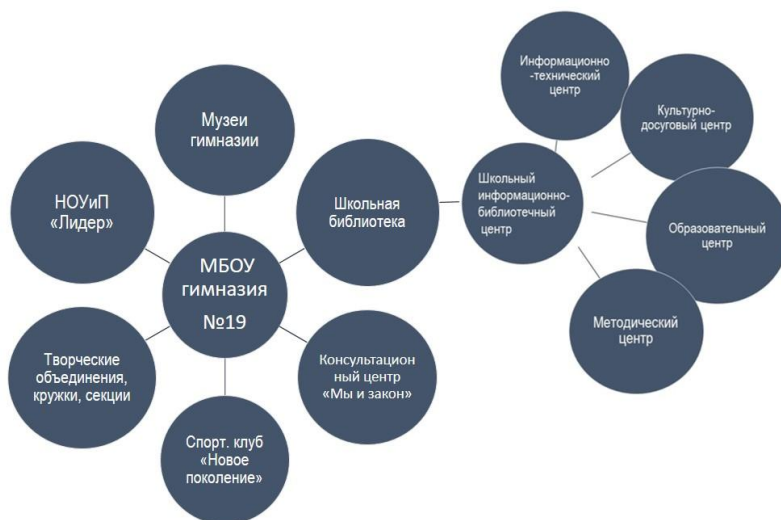 Информационно
-технический
центр
Культурно-
досуговый центр
Музеи
гимназии
НОУиП
«Лидер»
Школьная
библиотека
Школьный
информационно-
библиотечный
центр
Образовательный
центр
МБОУ
гимназия
№19
Методический
центр
Творческие
объединения,
кружки, секции
Консультацион
ный центр
«Мы и закон»
Спорт. клуб
«Новое
поколение»